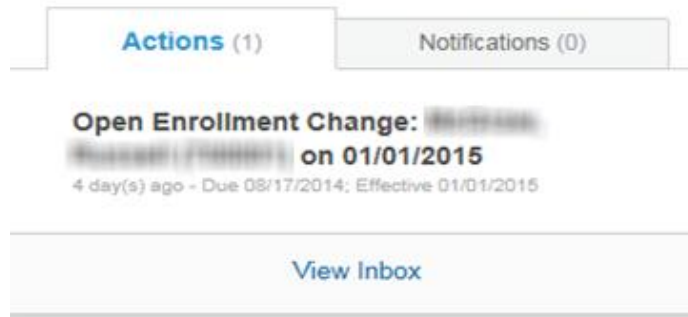 Actions (1)
Notifications (0)
Open Enrollment Change:
on 01/01/2015
4 day(s) ago - Due 08/17/2014; Effective 01/01/2015
View Inbox